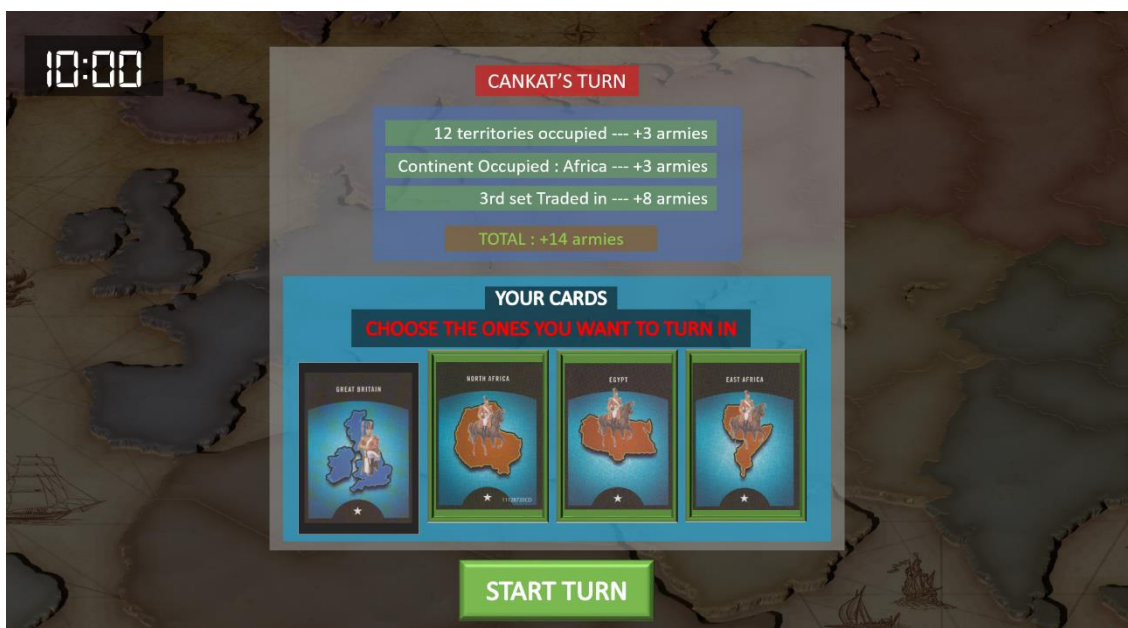 10:00
CANKAT'S TURN
12 territories occupied --- +3 armies
Continent Occupied : Africa --- +3 armies
3rd set Traded in --- +8 armies
TOTAL : +14 armies
YOUR CARDS
CHOOSE THE ONES YOU WANT TO TURN IN
GREAT BRITAIN
NORTH AFRICA
EGYPT
EAST AFRICA
START TURN